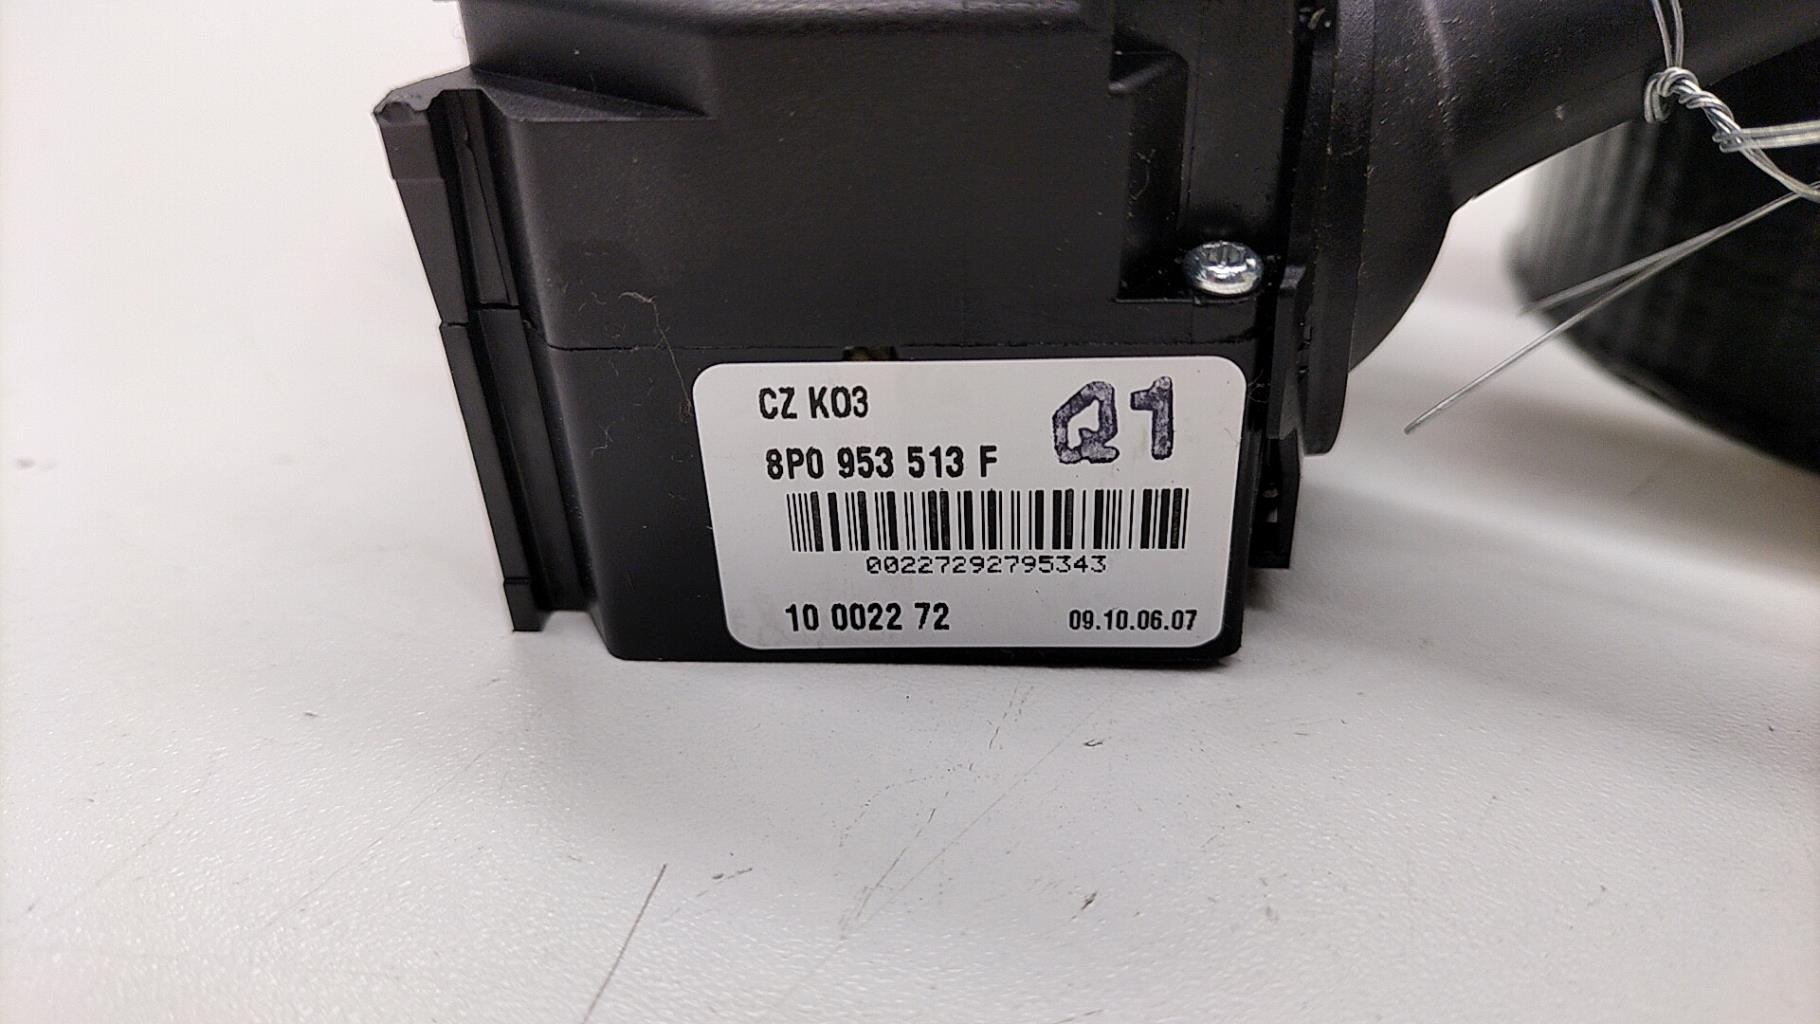 CZ K03
Q1
8P0 953 513 F
00227292795343
10 0022 72
09.10.06.07